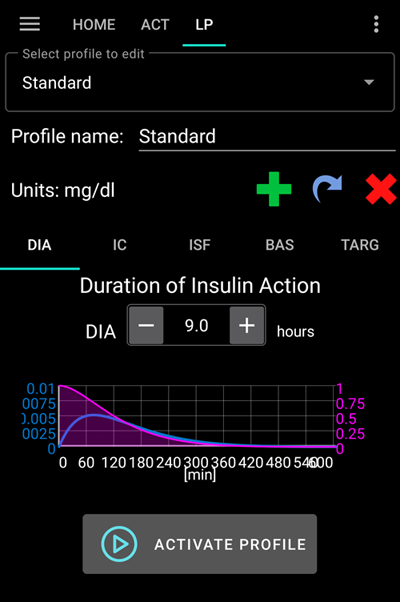 HOME ACT LP
Select profile to edit
Standard
Profile name: Standard
Units: mg/dl
DIA IC ISF BAS TARG
Duration of Insulin Action
DIA − 9.0 + hours
0.01 1
0075 0.75
0.005 0.5
0025 0.25
0 0
0 60 120 180 240 300 360 420 480 540 600
[min]
ACTIVATE PROFILE